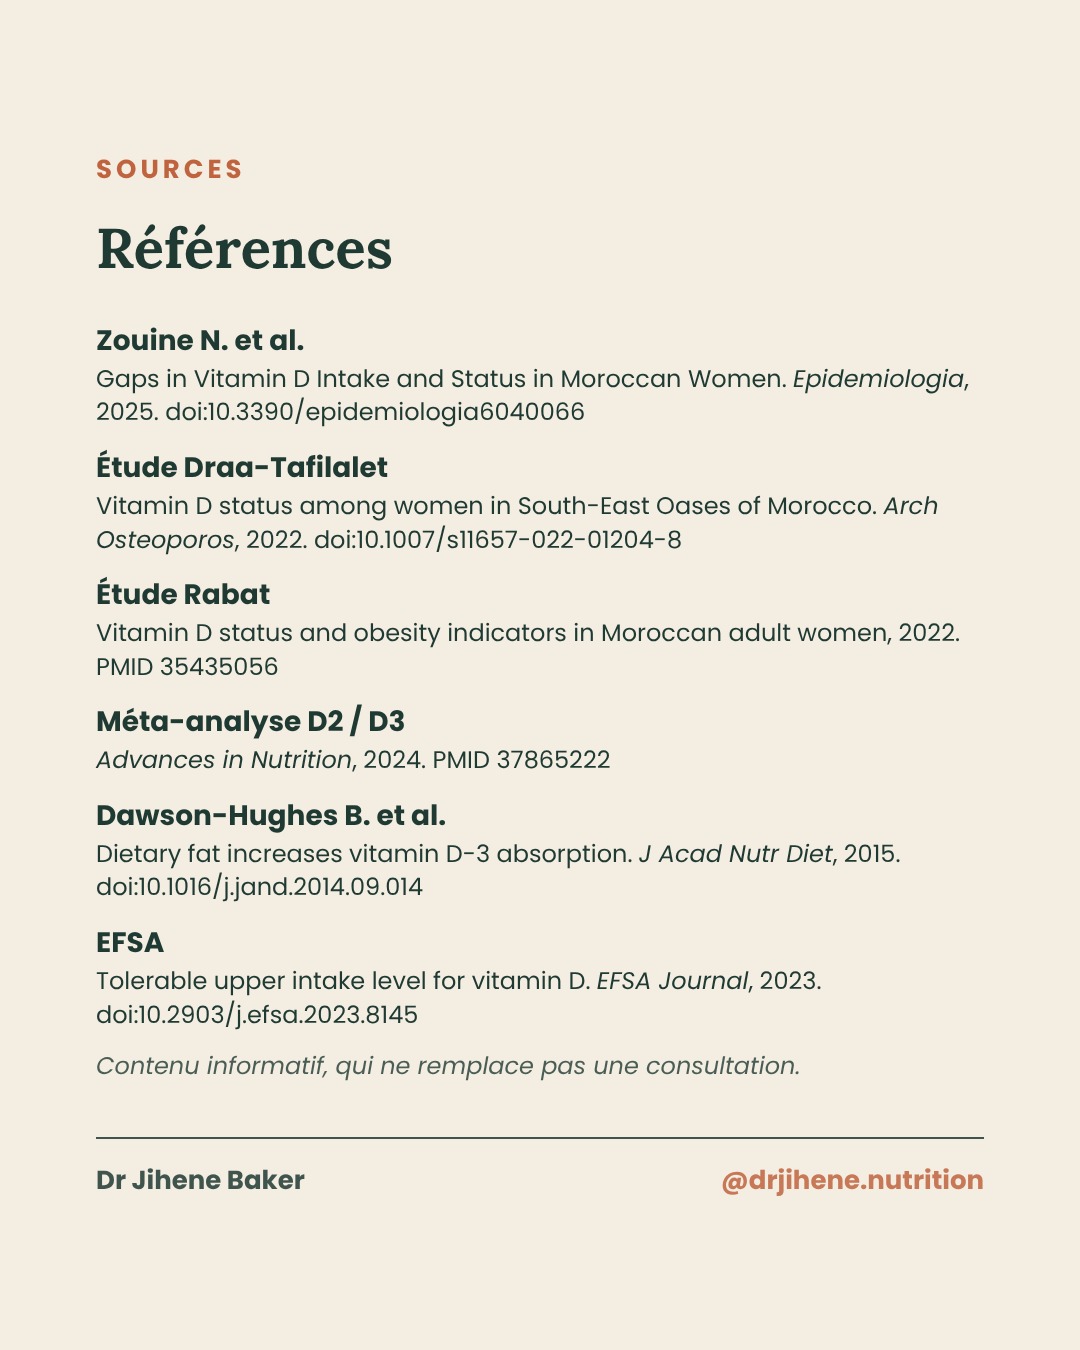 SOURCES
Références
Zouine N. et al.
Gaps in Vitamin D Intake and Status in Moroccan Women. Epidemiologia,
2025. doi:10.3390/epidemiologia6040066
Étude Draa-Tafilalet
Vitamin D status among women in South-East Oases of Morocco. Arch
Osteoporos, 2022. doi:10.1007/s11657-022-01204-8
Étude Rabat
Vitamin D status and obesity indicators in Moroccan adult women, 2022.
PMID 35435056
Méta-analyse D2 / D3
Advances in Nutrition, 2024. PMID 37865222
Dawson-Hughes B. et al.
Dietary fat increases vitamin D-3 absorption. J Acad Nutr Diet, 2015.
doi:10.1016/j.jand.2014.09.014
EFSA
Tolerable upper intake level for vitamin D. EFSA Journal, 2023.
doi:10.2903/j.efsa.2023.8145
Contenu informatif, qui ne remplace pas une consultation.
Dr Jihene Baker
@drjihene.nutrition